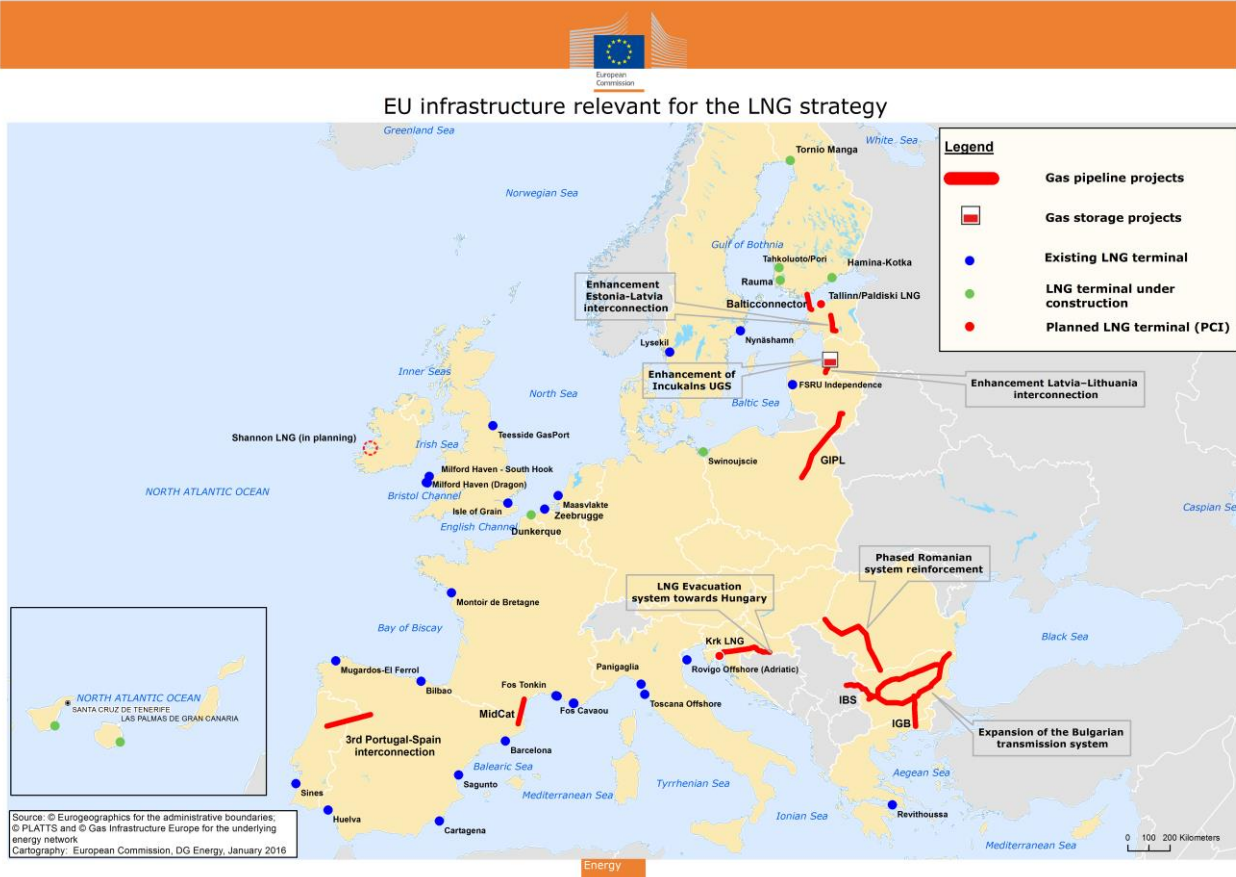 European
Commission
EU infrastructure relevant for the LNG strategy
Greenland Sea
White Sea
Legend
Gas pipeline projects
Gas storage projects
Existing LNG terminal
LNG terminal under
construction
Planned LNG terminal (PCI)
Tornio Manga
Norwegian Sea
Gulf of Bothnia
Tahkoluoto/Pori
Hamina-Kotka
Rauma
Enhancement
Estonia-Latvia
interconnection
Balticconnector
Tallinn/Paldiski LNG
Nynäshamn
Lysekil
Enhancement of
Incukalns UGS
FSRU Independence
Enhancement Latvia–Lithuania
interconnection
Inner Seas
North Sea
Baltic Sea
Teesside GasPort
Shannon LNG (in planning)
Irish Sea
Swinoujscie
GIPL
Milford Haven - South Hook
Milford Haven (Dragon)
NORTH ATLANTIC OCEAN
Bristol Channel
Isle of Grain
Maasvlakte
Zeebrugge
English Channel
Dunkerque
Caspian Se
Phased Romanian
system reinforcement
LNG Evacuation
system towards Hungary
Montoir de Bretagne
Bay of Biscay
Black Sea
Krk LNG
Rovigo Offshore (Adriatic)
Panigaglia
Mugardos-El Ferrol
Bilbao
Fos Tonkin
Fos Cavaou
Toscana Offshore
IBS
IGB
MidCat
3rd Portugal-Spain
interconnection
Expansion of the Bulgarian
transmission system
Barcelona
Balearic Sea
Sagunto
Mediterranean Sea
Tyrrhenian Sea
Aegean Sea
Sines
Huelva
Cartagena
Ionian Sea
Revithoussa
Mediterranean Sea
NORTH ATLANTIC OCEAN
SANTA CRUZ DE TENERIFE
LAS PALMAS DE GRAN CANARIA
Source: © Eurogeographics for the administrative boundaries;
© PLATTS and © Gas Infrastructure Europe for the underlying
energy network
Cartography: European Commission, DG Energy, January 2016
0 100 200 Kilometers
Energy